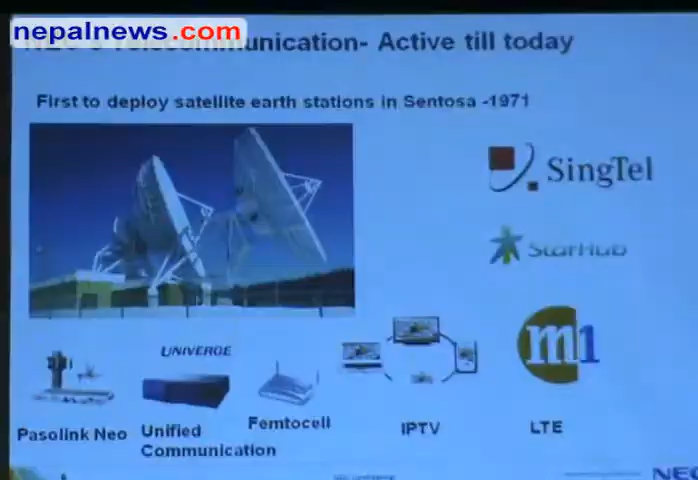 nepalnews.com
Telecommunication- Active till today
First to deploy satellite earth stations in Sentosa -1971
SingTel
StarHub
UNIVERGE
m1
Pasolink Neo
Unified
Communication
Femtocell
IPTV
LTE
NEC